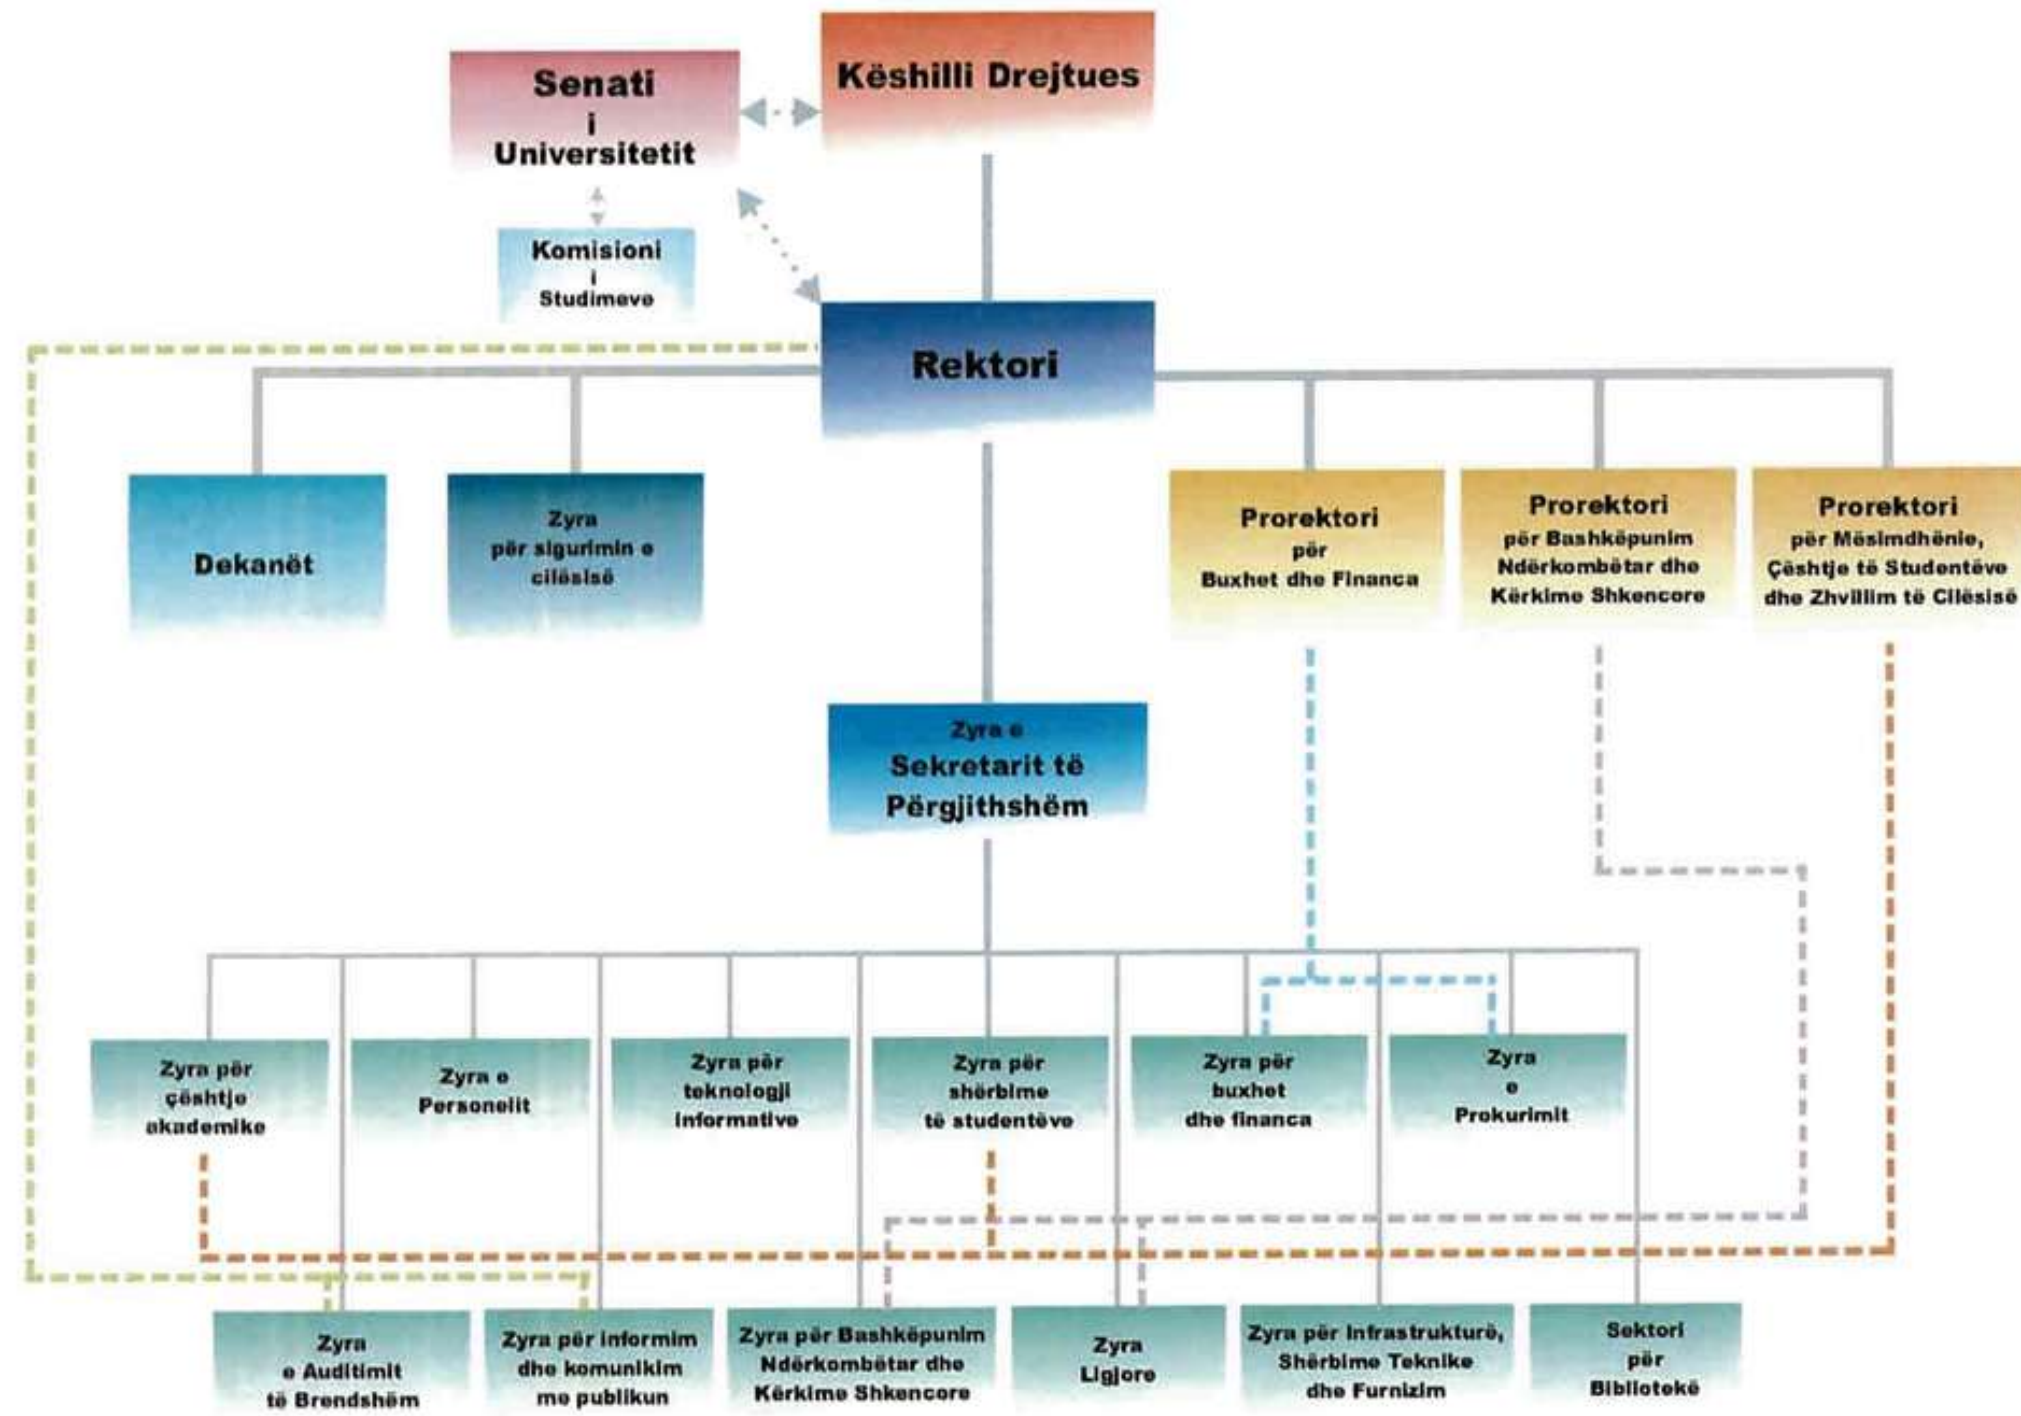 Senati
i
Universitetit
Këshilli Drejtues
Komisioni
i
Studimeve
Rektori
Dekanët
Zyra
për sigurimin e
cilësisë
Prorektori
për
Buxhet dhe Financa
Prorektori
për Bashkëpunim
Ndërkombëtar dhe
Kërkime Shkencore
Prorektori
për Mësimdhënie,
Çështje të Studentëve
dhe Zhvillim të Cilësisë
Zyra e
Sekretarit të
Përgjithshëm
Zyra për
çështje
akademike
Zyra e
Personelit
Zyra për
teknologji
informative
Zyra për
shërbime
të studentëve
Zyra për
buxhet
dhe financa
Zyra
e
Prokurimit
Zyra
e Auditimit
të Brendshëm
Zyra për informim
dhe komunikim
me publikun
Zyra për Bashkëpunim
Ndërkombëtar dhe
Kërkime Shkencore
Zyra
Ligjore
Zyra për Infrastrukturë,
Shërbime Teknike
dhe Furnizim
Sektori
për
Bibliotekë